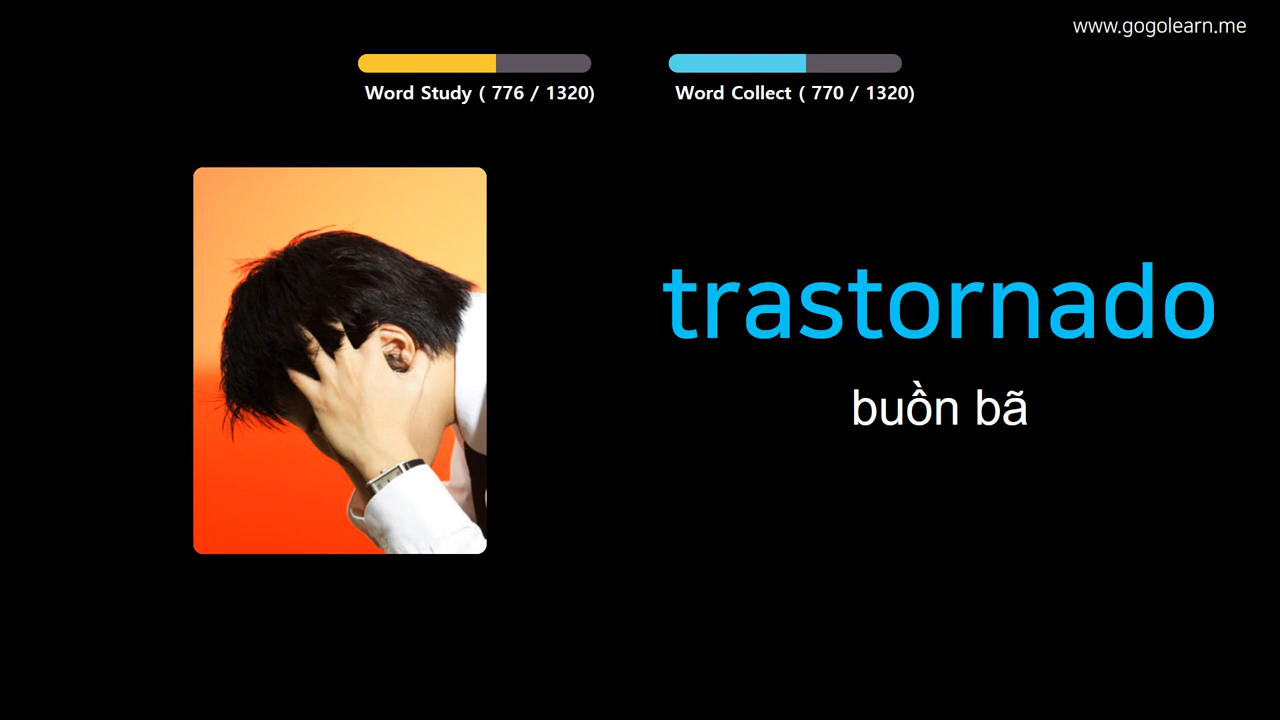 www.gogolearn.me
Word Study ( 776 / 1320)
Word Collect ( 770 / 1320)
trastornado
buồn bã